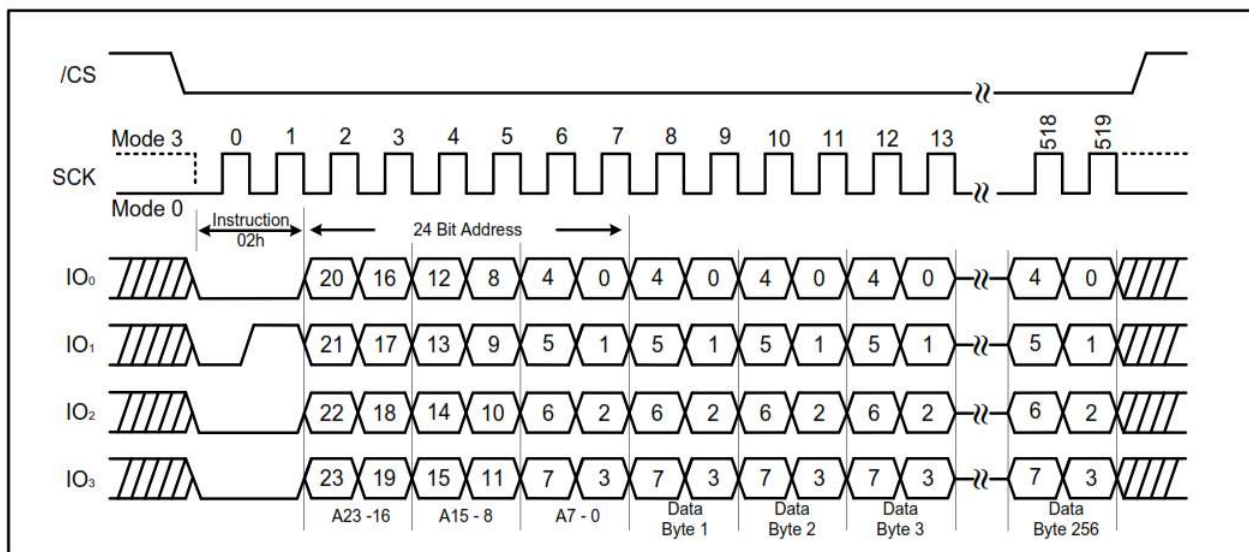 /CS
Mode 3 0 1 2 3 4 5 6 7 8 9 10 11 12 13 518 519
SCK
Mode 0
Instruction
02h
24 Bit Address
IO₀ 20 16 12 8 4 0 4 0 4 0 4 0 4 0
IO₁ 21 17 13 9 5 1 5 1 5 1 5 1 5 1
IO₂ 22 18 14 10 6 2 6 2 6 2 6 2 6 2
IO₃ 23 19 15 11 7 3 7 3 7 3 7 3 7 3
A23 -16 A15 - 8 A7 - 0
Data
Byte 1
Data
Byte 2
Data
Byte 3
Data
Byte 256